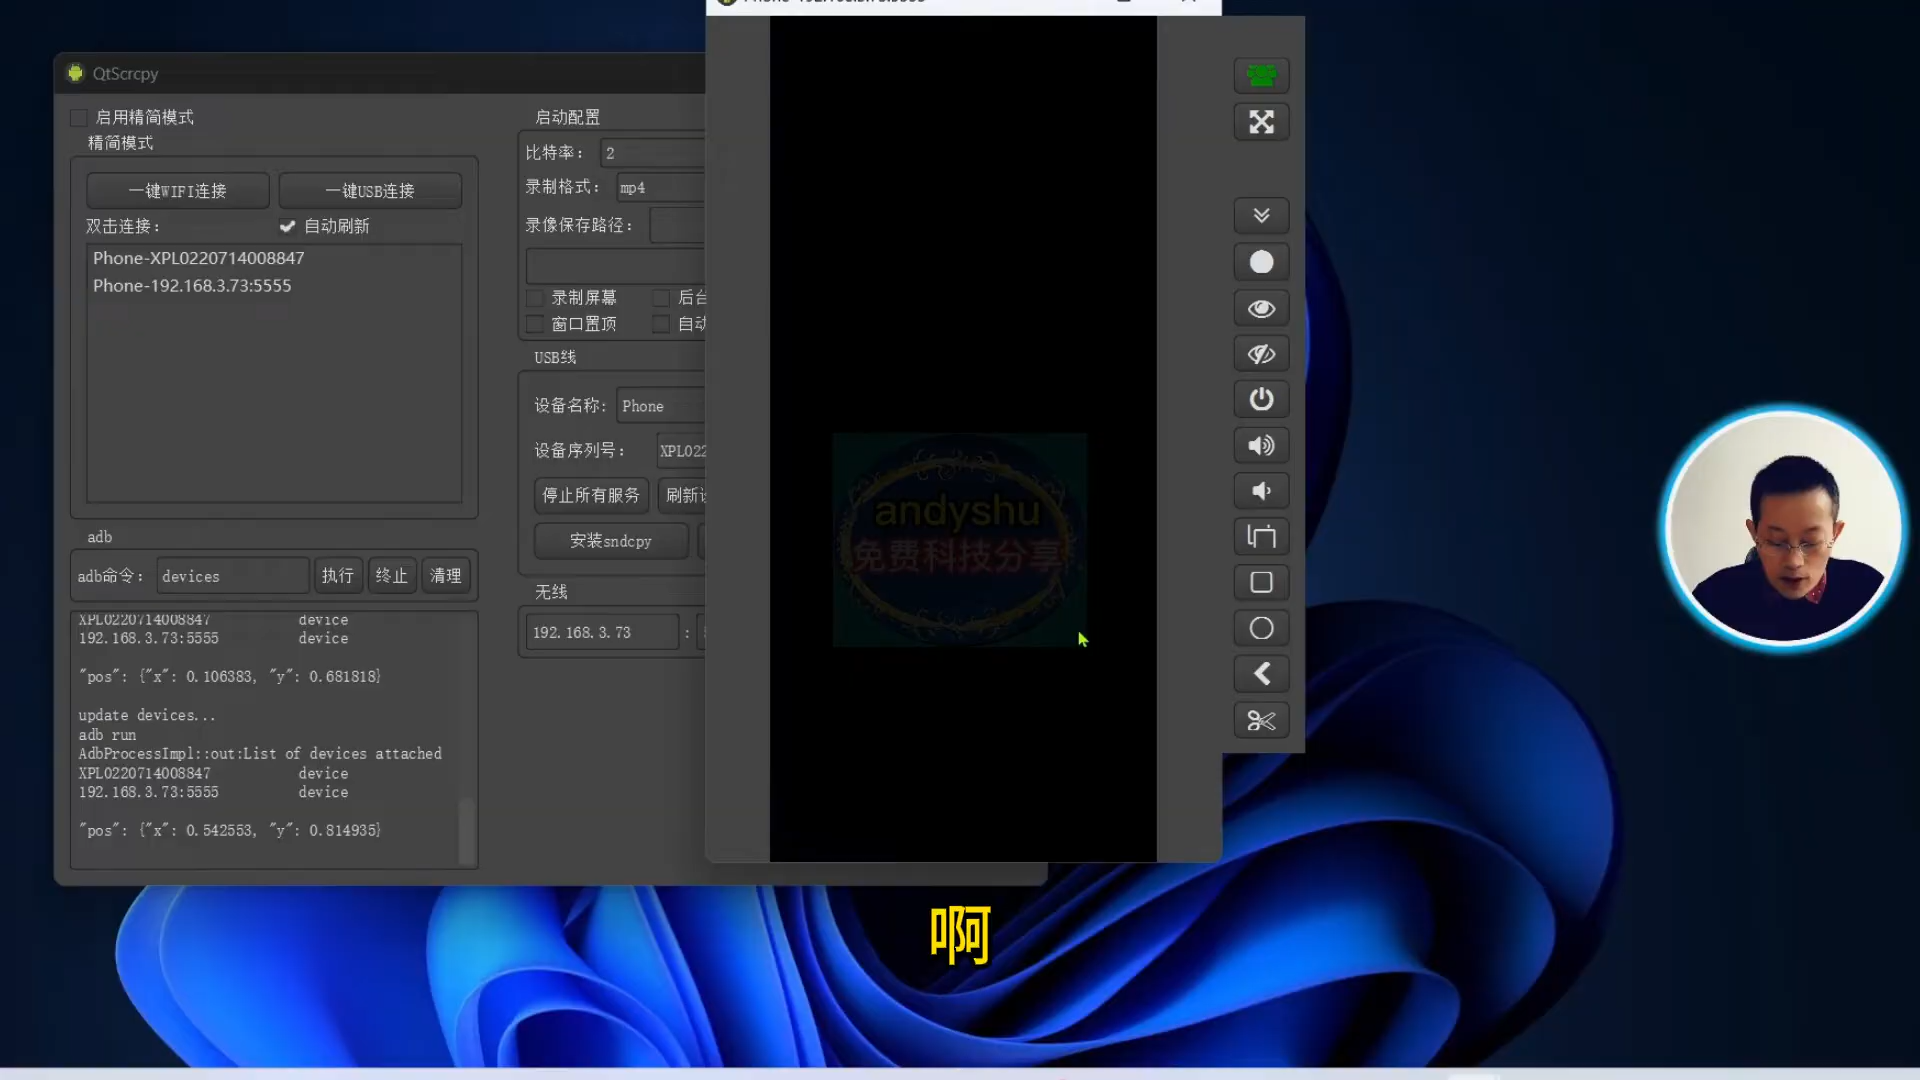 QtScrcpy
启用精简模式
精简模式
一键WIFI连接
一键USB连接
双击连接：
自动刷新
Phone-XPL0220714008847
Phone-192.168.3.73:5555
adb
adb命令：
devices
执行
终止
清理
XPL0220714008847 device
192.168.3.73:5555 device
"pos": {"x": 0.106383, "y": 0.681818}
update devices...
adb run
AdbProcessImpl::out:List of devices attached
XPL0220714008847 device
192.168.3.73:5555 device
"pos": {"x": 0.542553, "y": 0.814935}
启动配置
比特率：
2
录制格式：
mp4
录像保存路径：
录制屏幕
后台
窗口置顶
自动
USB线
设备名称:
Phone
设备序列号：
XPL022
停止所有服务
刷新
安装sndcpy
无线
192.168.3.73
:
andyshu
免费科技分享
啊